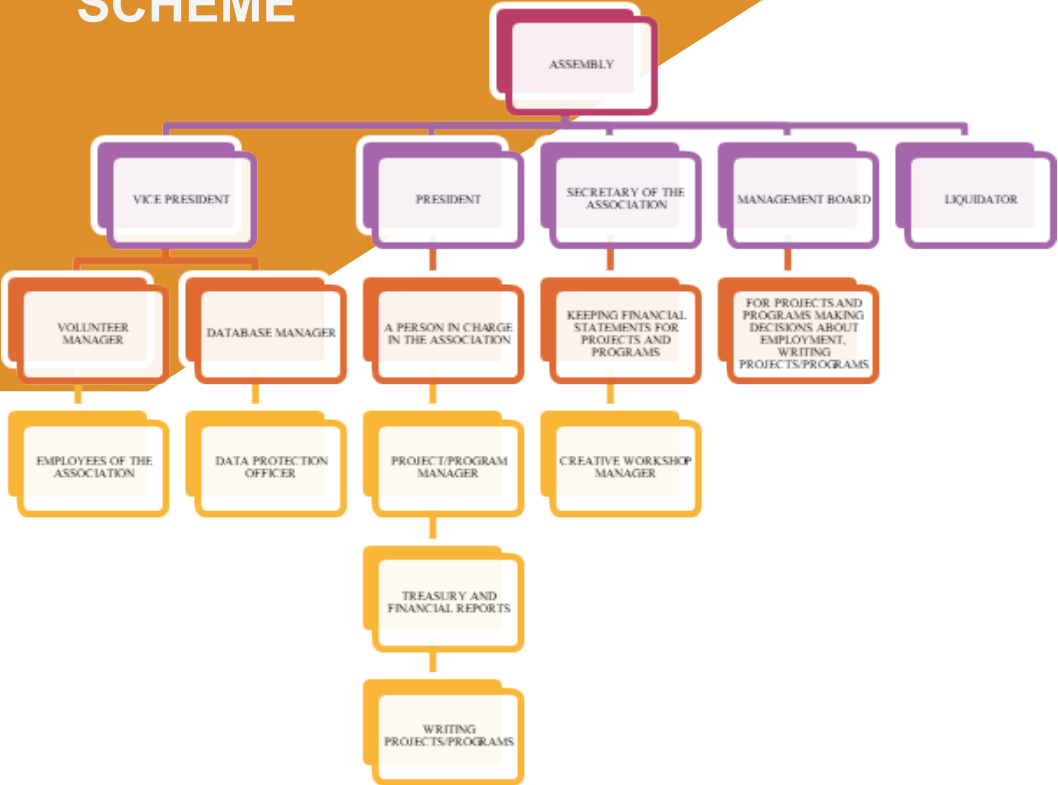 SCHEME
ASSEMBLY
VICE PRESIDENT
PRESIDENT
SECRETARY OF THE
ASSOCIATION
MANAGEMENT BOARD
LIQUIDATOR
VOLUNTEER
MANAGER
DATABASE MANAGER
A PERSON IN CHARGE
IN THE ASSOCIATION
KEEPING FINANCIAL
STATEMENTS FOR
PROJECTS AND
PROGRAMS
FOR PROJECTS AND
PROGRAMS MAKING
DECISIONS ABOUT
EMPLOYMENT,
WRITING
PROJECTS/PROGRAMS
EMPLOYEES OF THE
ASSOCIATION
DATA PROTECTION
OFFICER
PROJECT/PROGRAM
MANAGER
CREATIVE WORKSHOP
MANAGER
TREASURY AND
FINANCIAL REPORTS
WRITING
PROJECTS/PROGRAMS